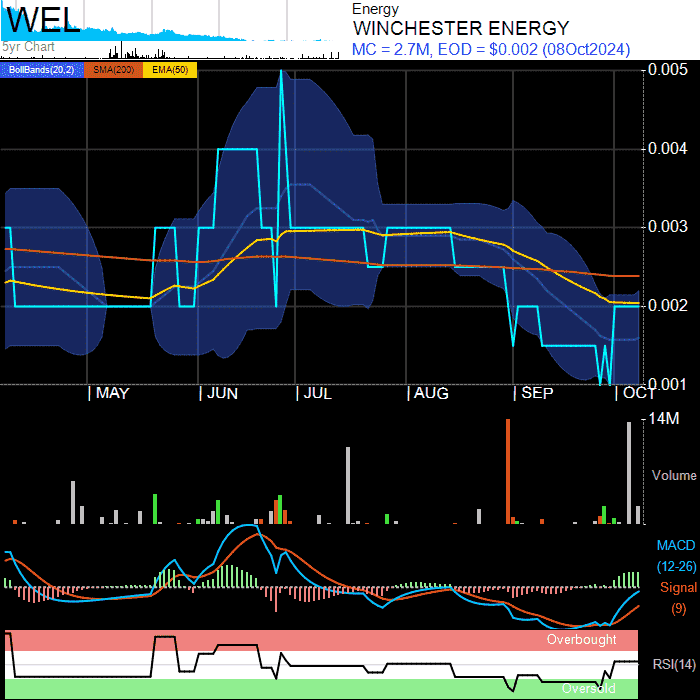 WEL
5yr Chart
Energy
WINCHESTER ENERGY
MC = 2.7M, EOD = $0.002 (08Oct2024)
BollBands(20,2) SMA(200) EMA(50)
0.005
0.004
0.003
0.002
0.001
MAY JUN JUL AUG SEP OCT
14M
Volume
MACD
(12-26)
Signal
(9)
Overbought
RSI(14)
Oversold